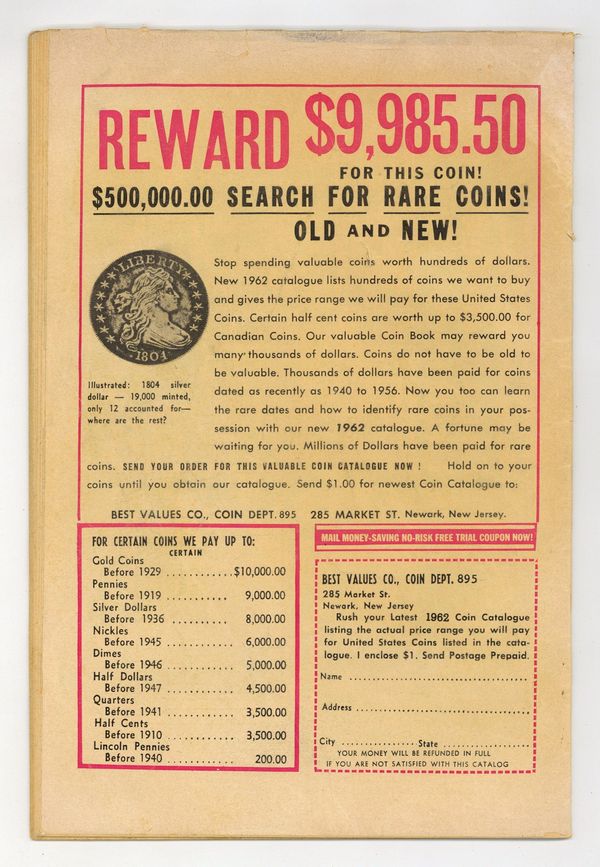 REWARD $9,985.50
FOR THIS COIN!
$500,000.00 SEARCH FOR RARE COINS!
OLD AND NEW!
LIBERTY
1804
Illustrated: 1804 silver
dollar — 19,000 minted,
only 12 accounted for—
where are the rest?
Stop spending valuable coins worth hundreds of dollars.
New 1962 catalogue lists hundreds of coins we want to buy
and gives the price range we will pay for these United States
Coins. Certain half cent coins are worth up to $3,500.00 for
Canadian Coins. Our valuable Coin Book may reward you
many thousands of dollars. Coins do not have to be old to
be valuable. Thousands of dollars have been paid for coins
dated as recently as 1940 to 1956. Now you too can learn
the rare dates and how to identify rare coins in your pos-
session with our new 1962 catalogue. A fortune may be
waiting for you. Millions of Dollars have been paid for rare
coins. SEND YOUR ORDER FOR THIS VALUABLE COIN CATALOGUE NOW ! Hold on to your
coins until you obtain our catalogue. Send $1.00 for newest Coin Catalogue to:
BEST VALUES CO., COIN DEPT. 895 285 MARKET ST. Newark, New Jersey.
FOR CERTAIN COINS WE PAY UP TO:
CERTAIN
Gold Coins
Before 1929 ............$10,000.00
Pennies
Before 1919 ........... 9,000.00
Silver Dollars
Before 1936 ........... 8,000.00
Nickles
Before 1945 ........... 6,000.00
Dimes
Before 1946 ........... 5,000.00
Half Dollars
Before 1947 ........... 4,500.00
Quarters
Before 1941 ........... 3,500.00
Half Cents
Before 1910 ........... 3,500.00
Lincoln Pennies
Before 1940 ........... 200.00
MAIL MONEY-SAVING NO-RISK FREE TRIAL COUPON NOW!
BEST VALUES CO., COIN DEPT. 895
285 Market St.
Newark, New Jersey
Rush your Latest 1962 Coin Catalogue
listing the actual price range you will pay
for United States Coins listed in the cata-
logue. I enclose $1. Send Postage Prepaid.
Name ......................................
Address ...................................
City ................ State ...................
YOUR MONEY WILL BE REFUNDED IN FULL
IF YOU ARE NOT SATISFIED WITH THIS CATALOG